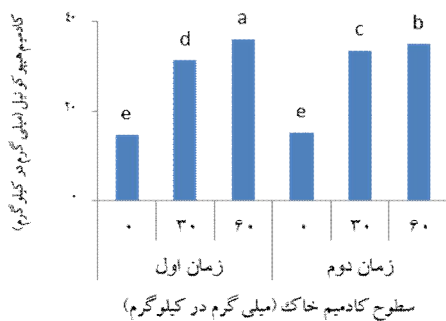 کادمیم هیپوکوتیل (میلی گرم در کیلوگرم)
۴۰
۲۰
۰
e
d
a
e
c
b
۰ ۳۰ ۶۰ ۰ ۳۰ ۶۰
زمان اول زمان دوم
سطوح کادمیم خاک (میلی گرم در کیلوگرم)